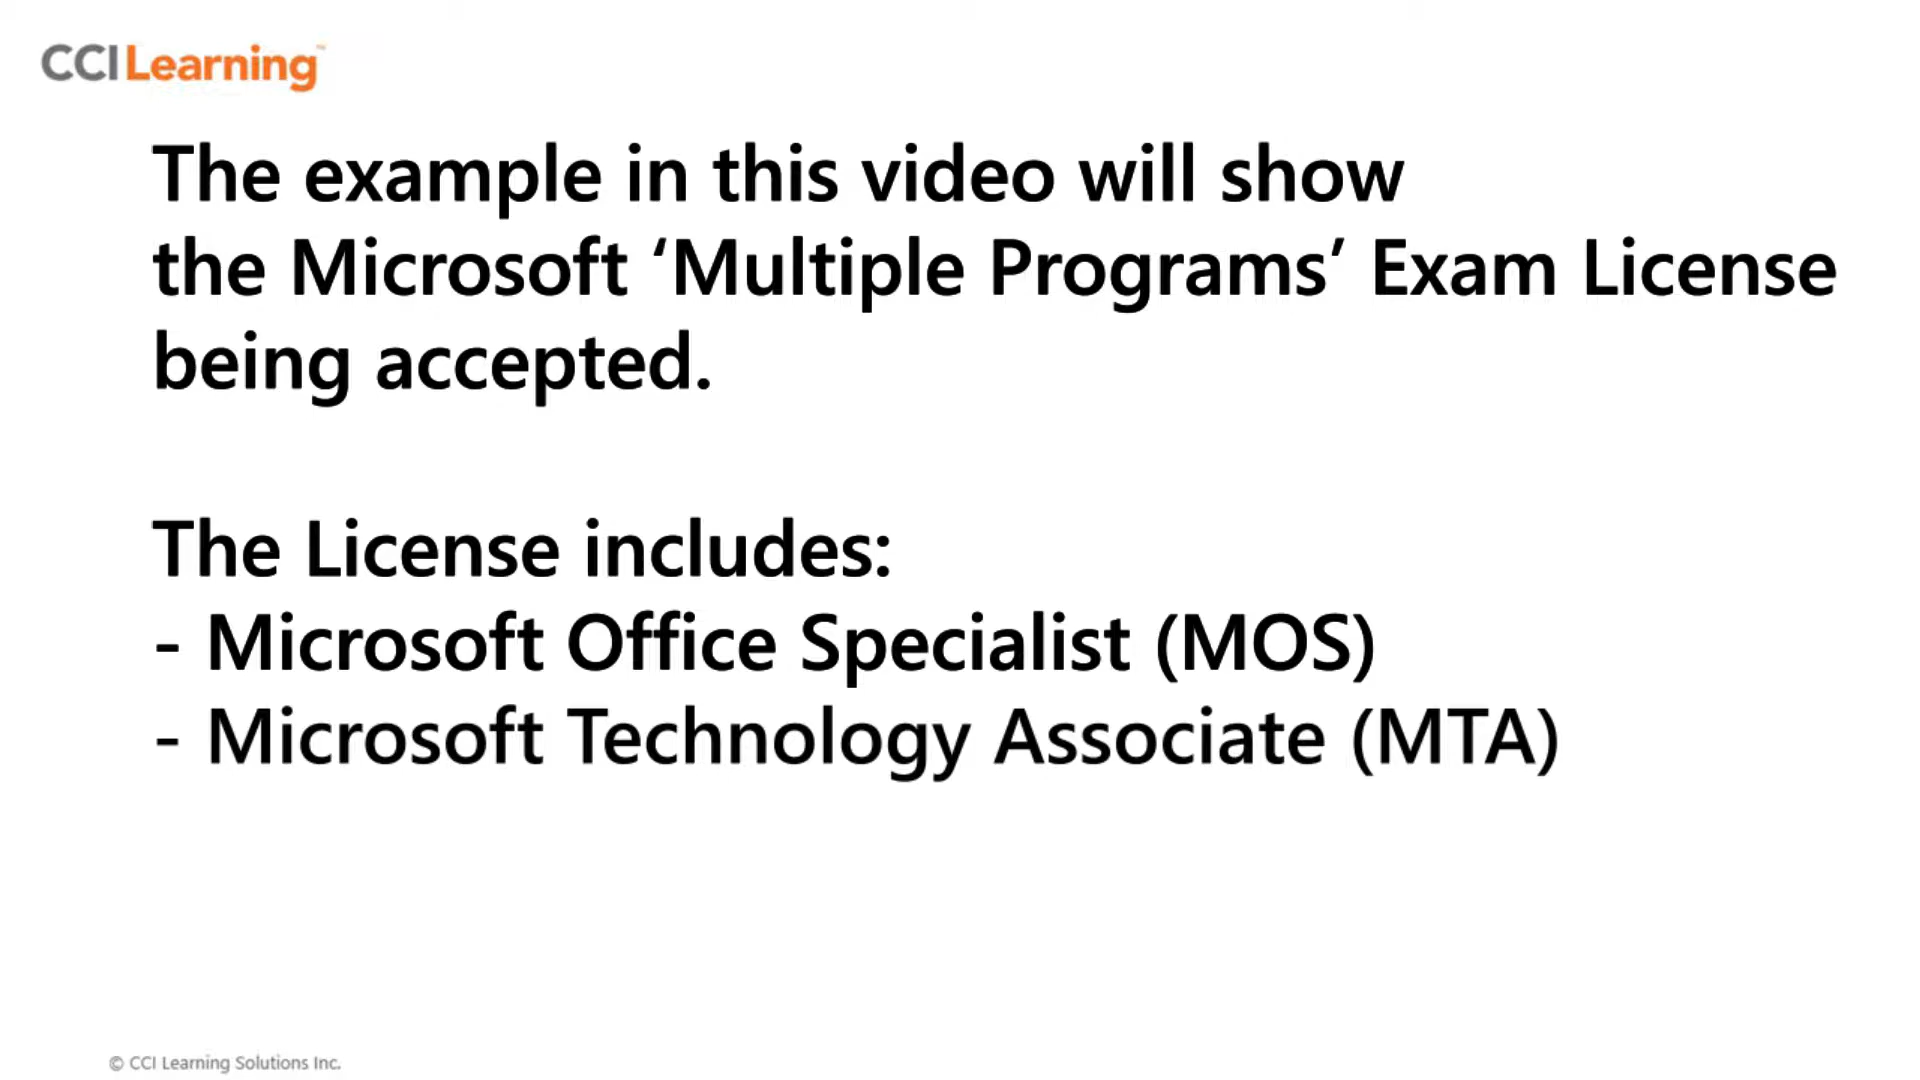 CCI Learning™
The example in this video will show
the Microsoft ‘Multiple Programs’ Exam License
being accepted.
The License includes:
- Microsoft Office Specialist (MOS)
- Microsoft Technology Associate (MTA)
© CCI Learning Solutions Inc.